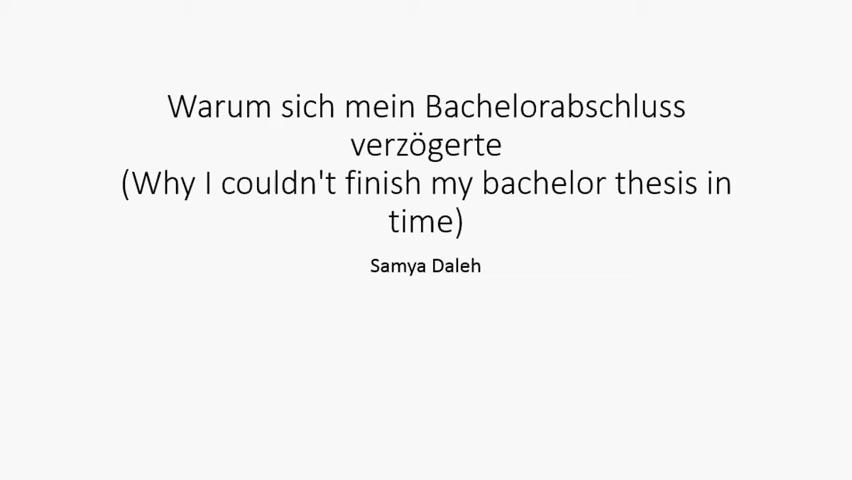 Warum sich mein Bachelorabschluss
verzögerte
(Why I couldn't finish my bachelor thesis in
time)
Samya Daleh